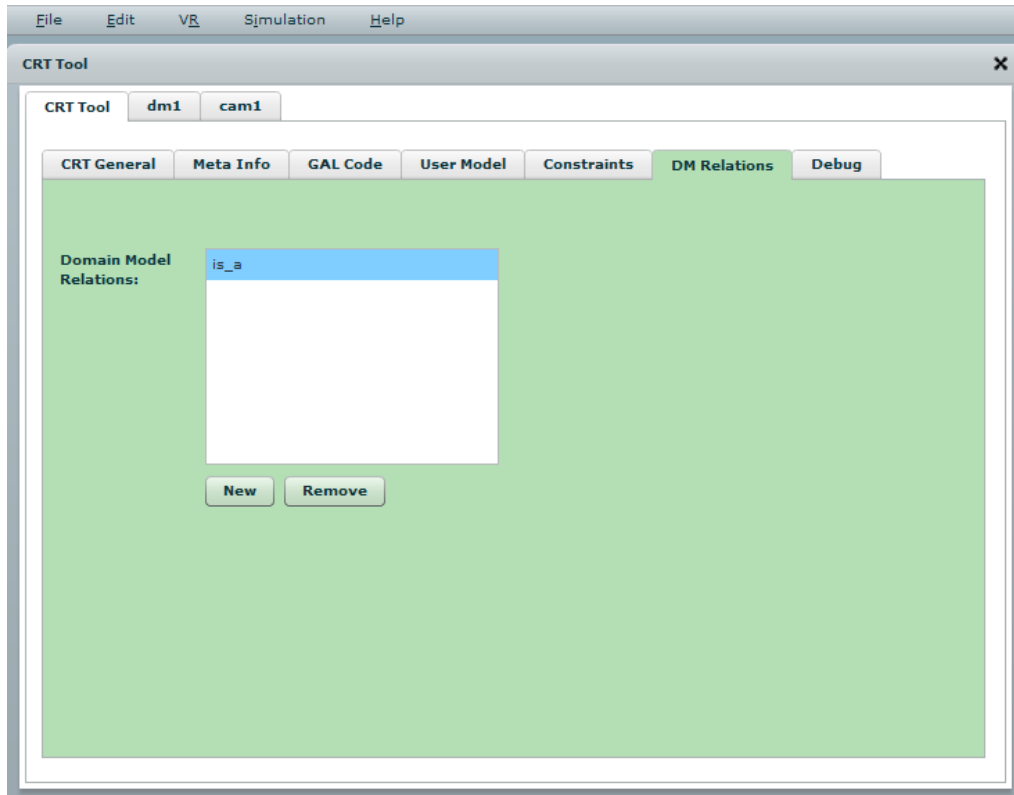 File Edit VR Simulation Help
CRT Tool
CRT Tool dm1 cam1
CRT General Meta Info GAL Code User Model Constraints DM Relations Debug
Domain Model
Relations:
is_a
New Remove